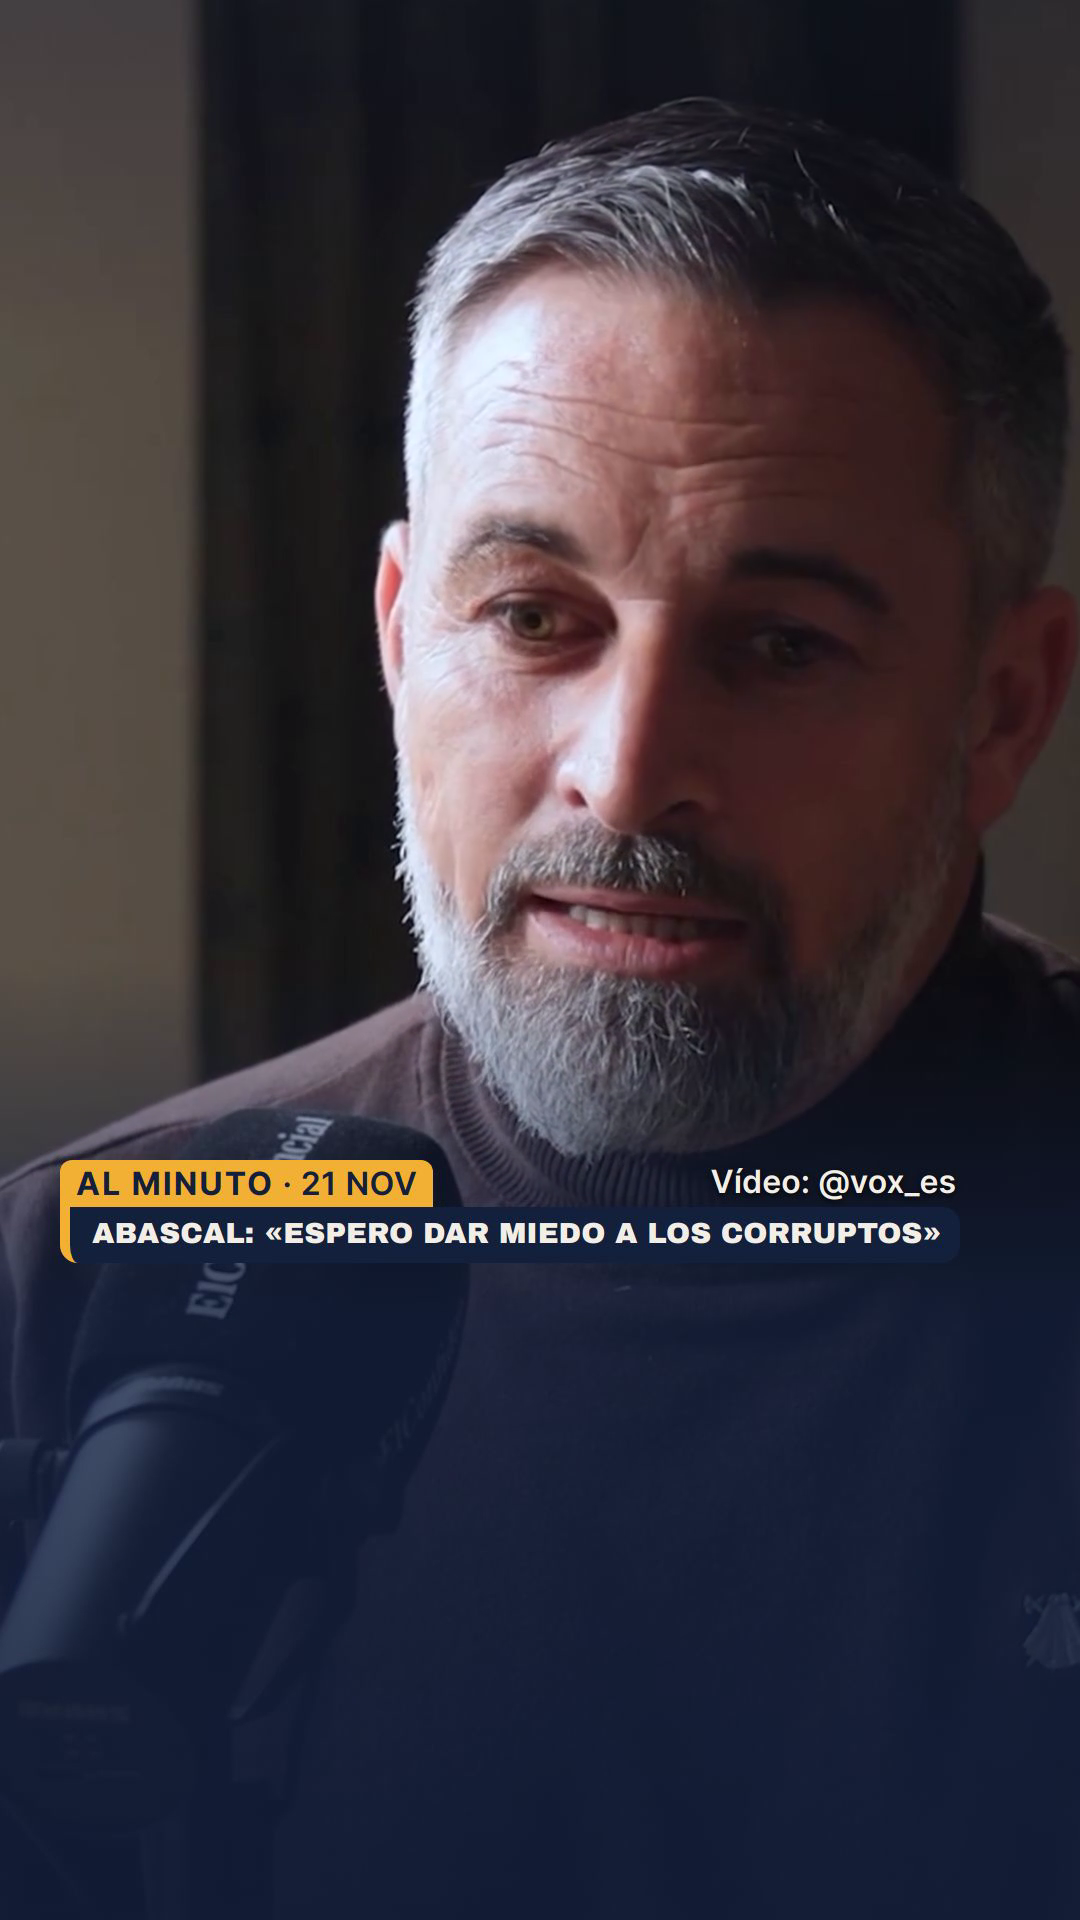 AL MINUTO · 21 NOV
Vídeo: @vox_es
ABASCAL: «ESPERO DAR MIEDO A LOS CORRUPTOS»